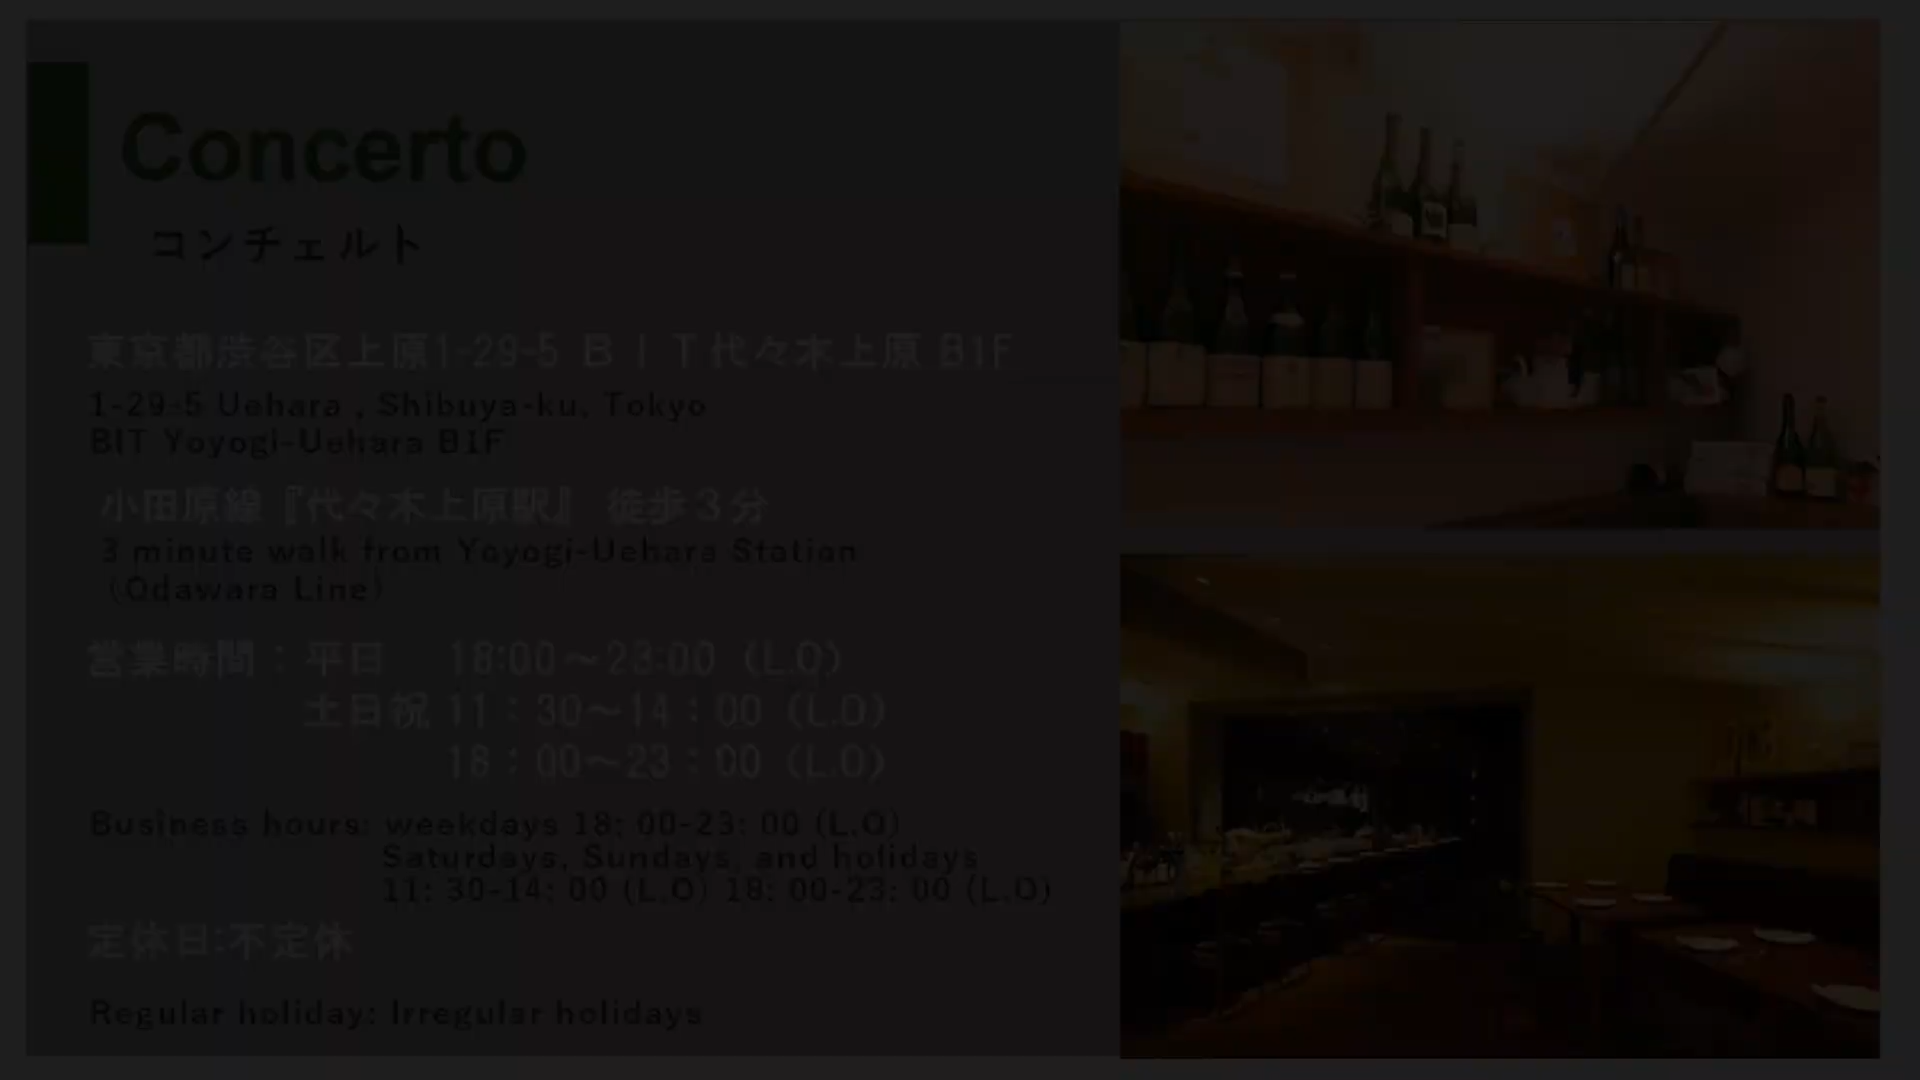 Concerto
コンチェルト
東京都渋谷区上原1-29-5 ＢＩＴ代々木上原 B1F
1-29-5 Uehara , Shibuya-ku, Tokyo
BIT Yoyogi-Uehara B1F
小田原線『代々木上原駅』 徒歩３分
3 minute walk from Yoyogi-Uehara Station
（Odawara Line）
営業時間：平日 18:00～23:00 (L.O)
土日祝 11：30～14：00 (L.O)
18：00～23：00 (L.O)
Business hours: weekdays 18: 00-23: 00 (L.O)
Saturdays, Sundays, and holidays
11: 30-14: 00 (L.O) 18: 00-23: 00 (L.O)
定休日:不定休
Regular holiday: Irregular holidays